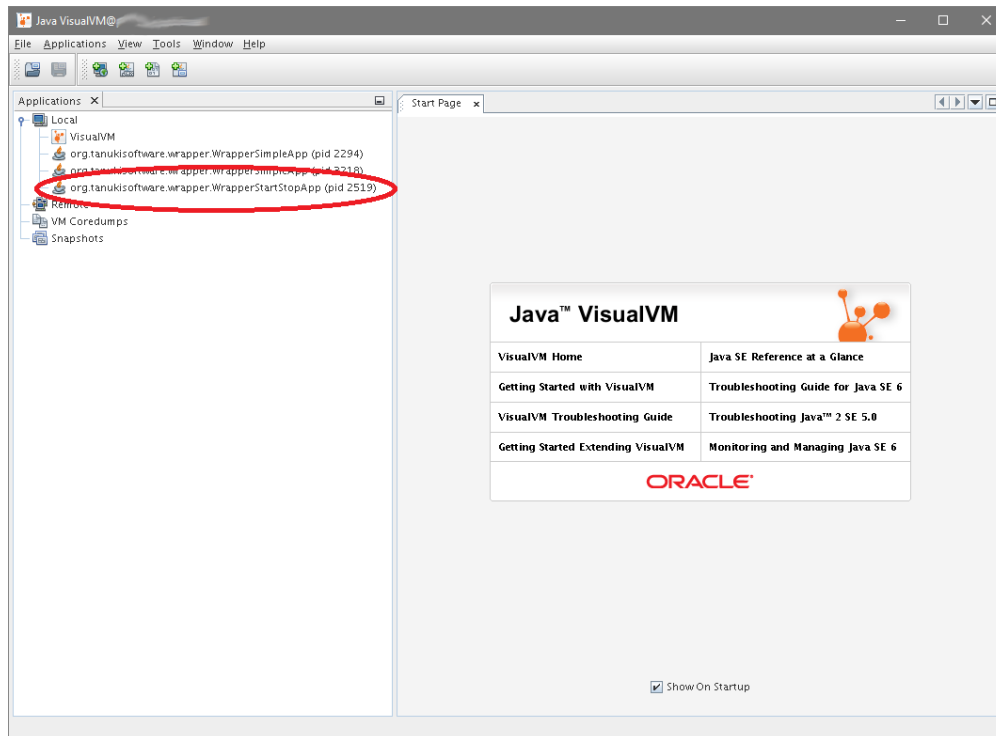 Java VisualVM@
File Applications View Tools Window Help
Applications
Start Page
Local
VisualVM
org.tanukisoftware.wrapper.WrapperSimpleApp (pid 2294)
org.tanukisoftware.wrapper.WrapperSimpleApp (pid 3218)
org.tanukisoftware.wrapper.WrapperStartStopApp (pid 2519)
Remote
VM Coredumps
Snapshots
Java™ VisualVM
VisualVM Home Java SE Reference at a Glance
Getting Started with VisualVM Troubleshooting Guide for Java SE 6
VisualVM Troubleshooting Guide Troubleshooting Java™ 2 SE 5.0
Getting Started Extending VisualVM Monitoring and Managing Java SE 6
ORACLE
Show On Startup